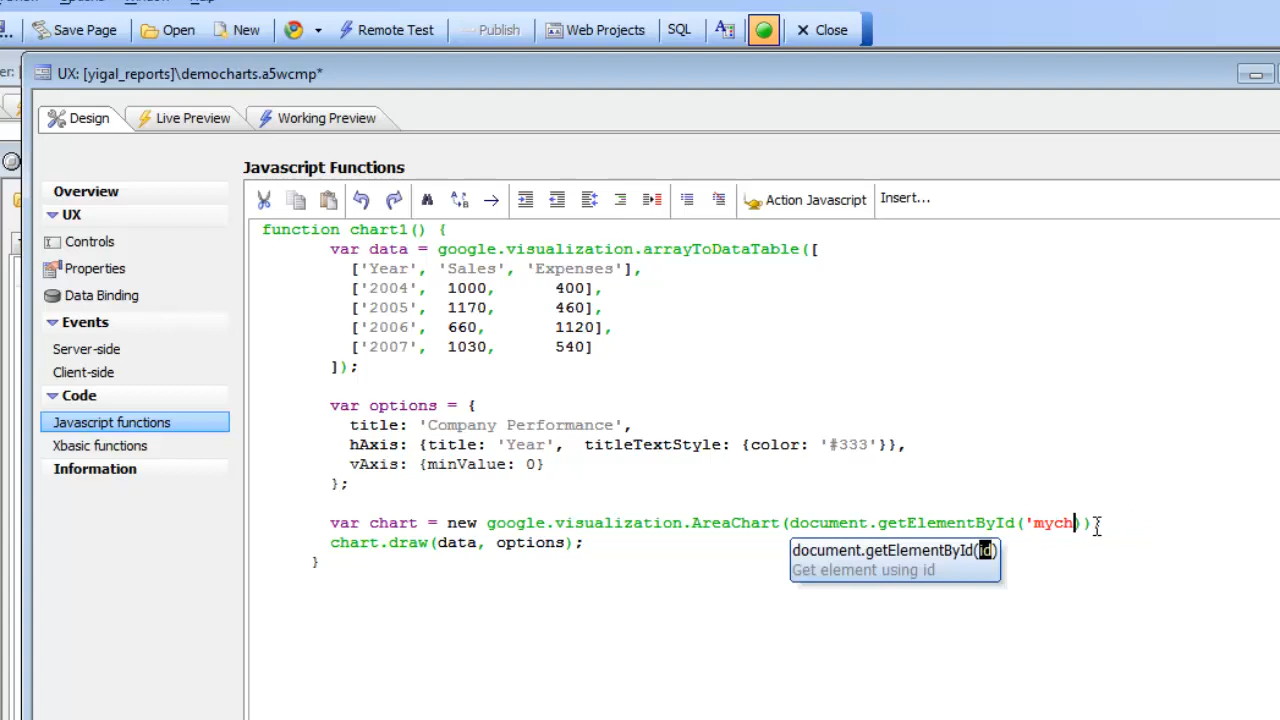 Save Page Open New Remote Test Publish Web Projects SQL Close
UX: [yigal_reports]\democharts.a5wcmp*
Design Live Preview Working Preview
Javascript Functions
Overview
UX
Controls
Properties
Data Binding
Events
Server-side
Client-side
Code
Javascript functions
Xbasic functions
Information
Action Javascript Insert...
function chart1() {
var data = google.visualization.arrayToDataTable([
['Year', 'Sales', 'Expenses'],
['2004', 1000, 400],
['2005', 1170, 460],
['2006', 660, 1120],
['2007', 1030, 540]
]);
var options = {
title: 'Company Performance',
hAxis: {title: 'Year', titleTextStyle: {color: '#333'}},
vAxis: {minValue: 0}
};
var chart = new google.visualization.AreaChart(document.getElementById('mych))
chart.draw(data, options);
}
document.getElementById(id)
Get element using id